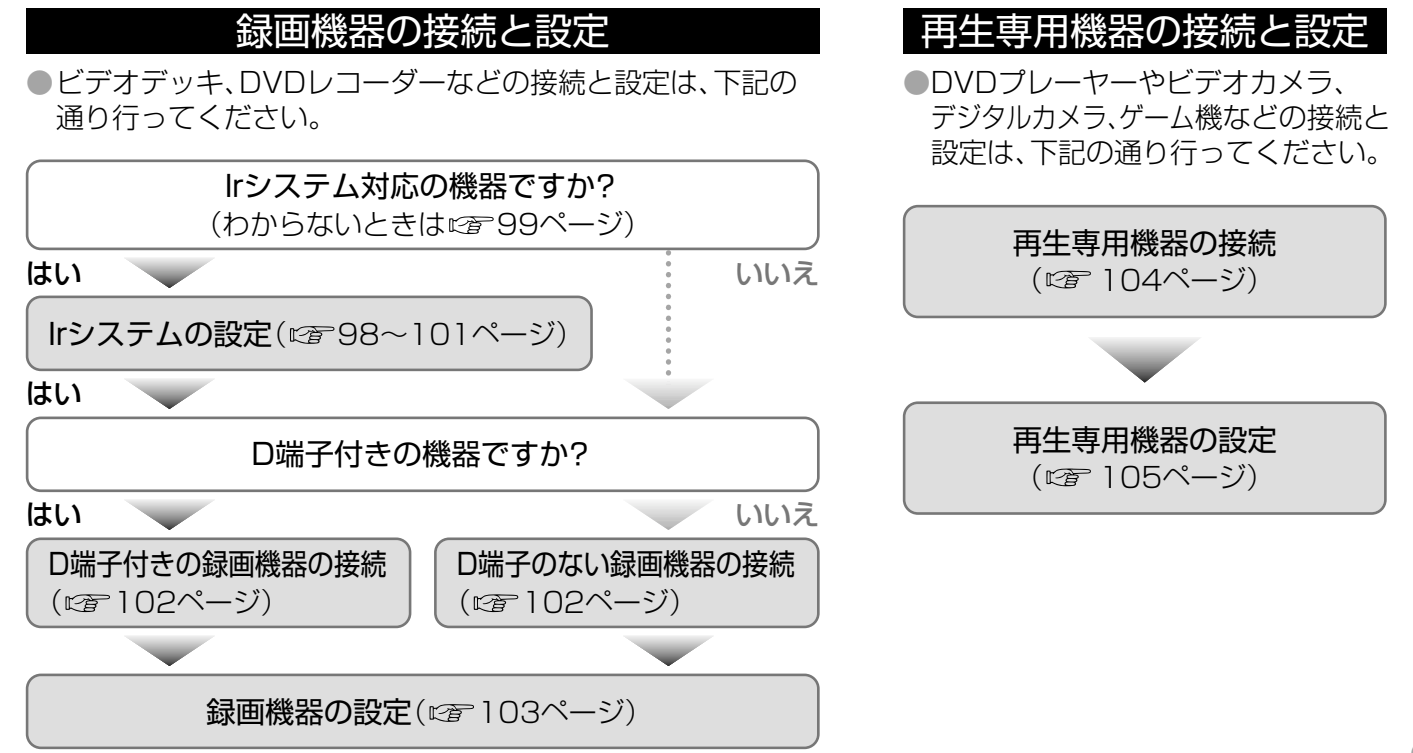 録画機器の接続と設定
●ビデオデッキ、DVDレコーダーなどの接続と設定は、下記の
通り行ってください。
Irシステム対応の機器ですか?
(わからないときは☞99ページ)
はい
いいえ
Irシステムの設定(☞98〜101ページ)
はい
D端子付きの機器ですか?
はい
いいえ
D端子付きの録画機器の接続
(☞102ページ)
D端子のない録画機器の接続
(☞102ページ)
録画機器の設定(☞103ページ)
再生専用機器の接続と設定
●DVDプレーヤーやビデオカメラ、
デジタルカメラ、ゲーム機などの接続と
設定は、下記の通り行ってください。
再生専用機器の接続
(☞ 104ページ)
再生専用機器の設定
(☞ 105ページ)